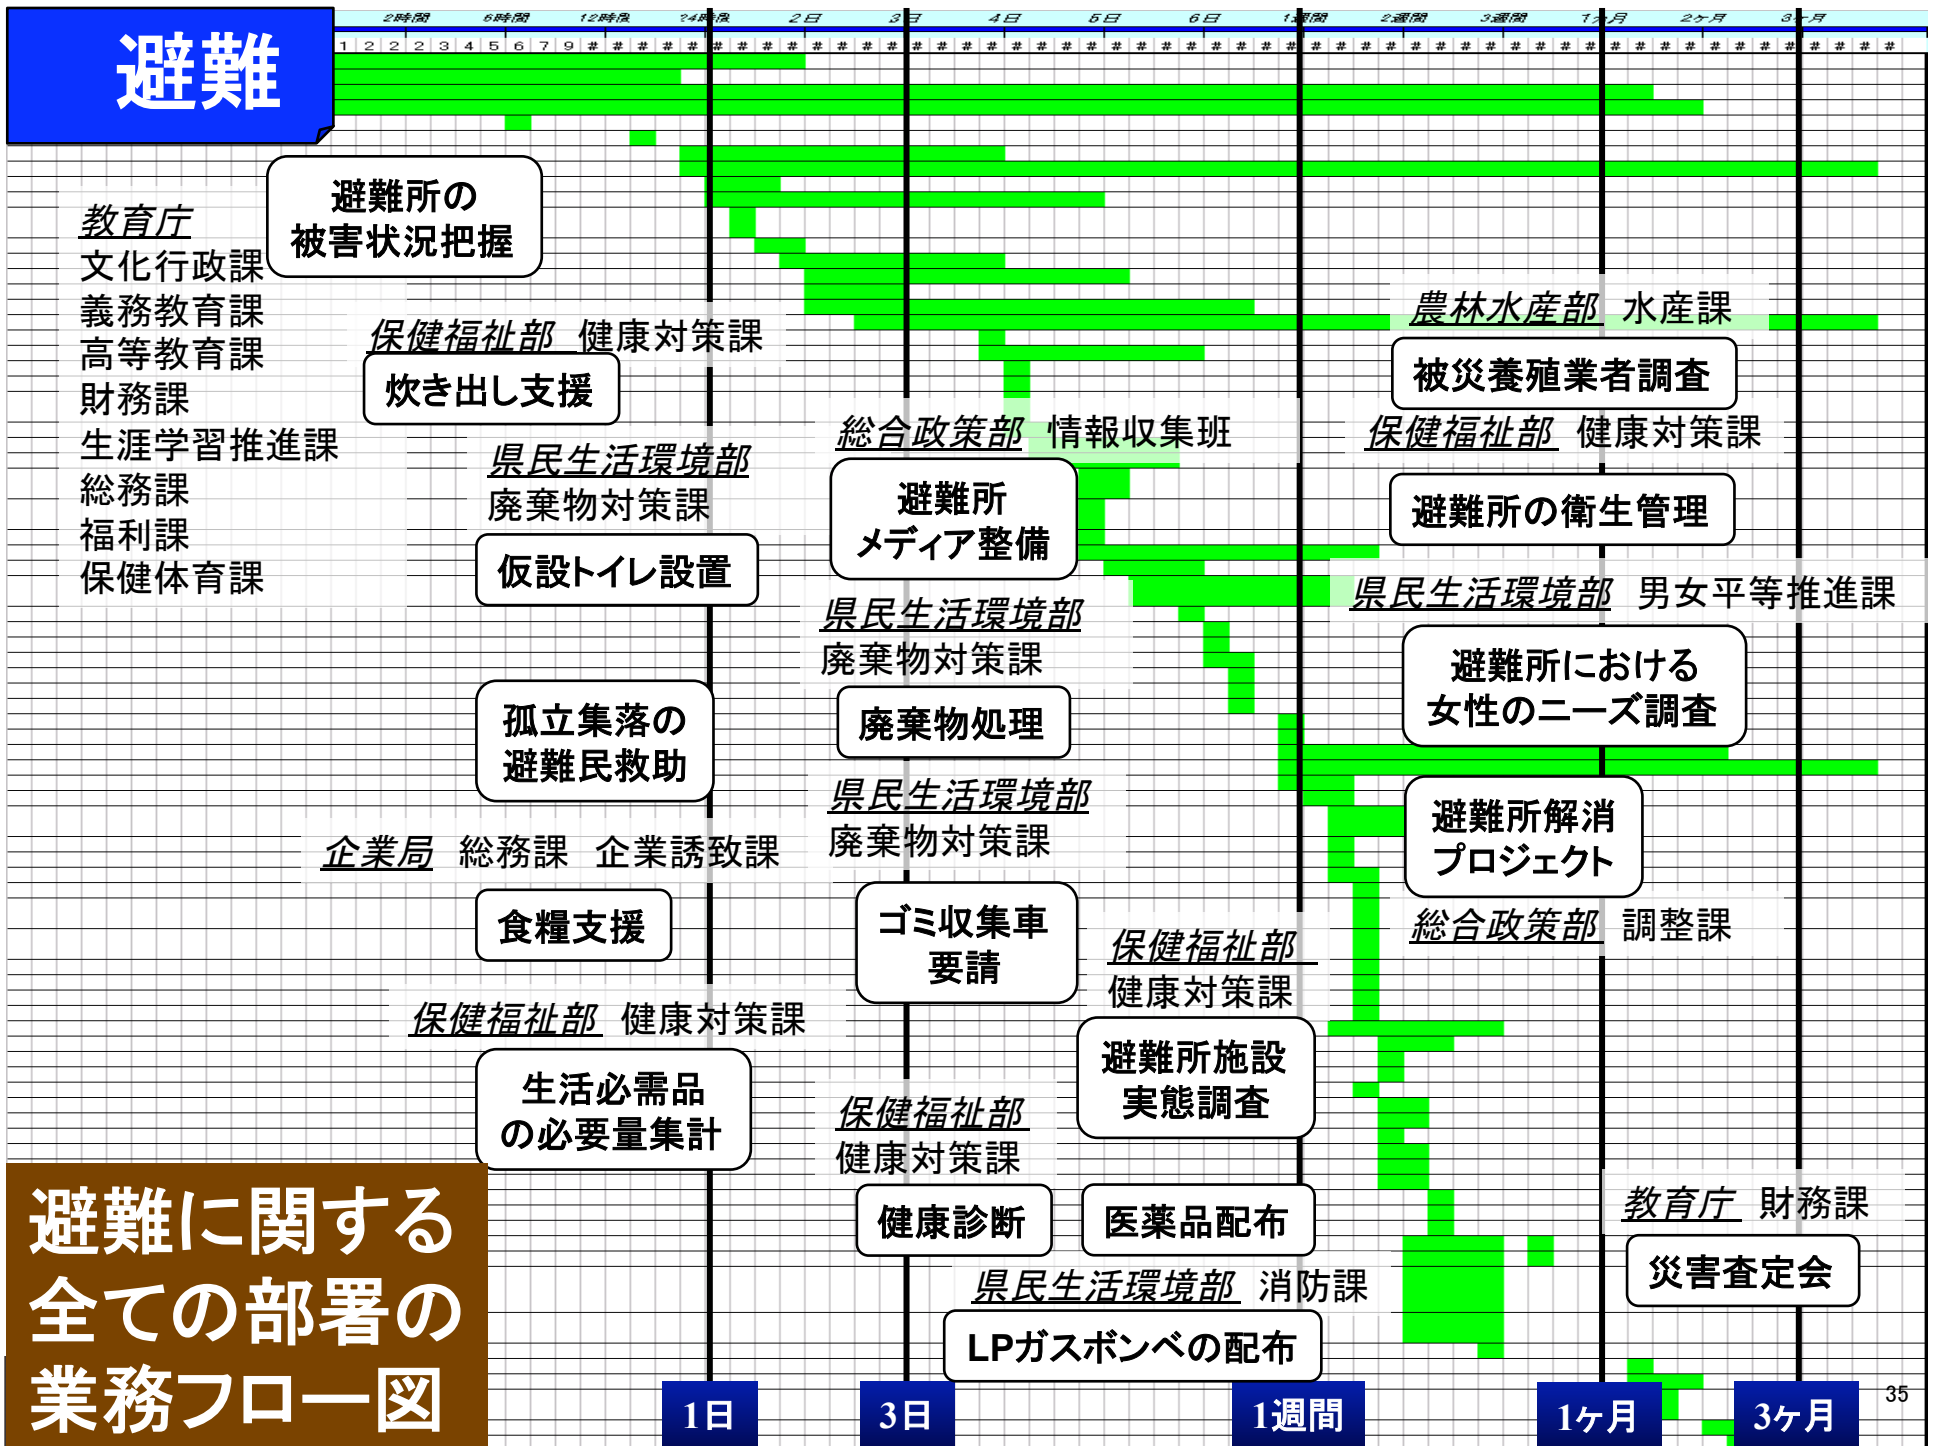 避難
2時間 6時間 12時間 24時間 2日 3日 4日 5日 6日 1週間 2週間 3週間 1ヶ月 2ヶ月 3ヶ月
1 2 2 2 3 4 5 6 7 9 # # # # # # # # # # # # # # # # # # # # # # # # # # # # # # # # # # # # # # # # # # # # # # # # # # # # #
避難所の
被害状況把握
教育庁
文化行政課
義務教育課
高等教育課
財務課
生涯学習推進課
総務課
福利課
保健体育課
保健福祉部 健康対策課
炊き出し支援
県民生活環境部
廃棄物対策課
仮設トイレ設置
孤立集落の
避難民救助
企業局 総務課 企業誘致課
食糧支援
保健福祉部 健康対策課
生活必需品
の必要量集計
総合政策部 情報収集班
避難所
メディア整備
県民生活環境部
廃棄物対策課
廃棄物処理
県民生活環境部
廃棄物対策課
ゴミ収集車
要請
保健福祉部
健康対策課
健康診断
保健福祉部
健康対策課
避難所施設
実態調査
医薬品配布
県民生活環境部 消防課
LPガスボンベの配布
農林水産部 水産課
被災養殖業者調査
保健福祉部 健康対策課
避難所の衛生管理
県民生活環境部 男女平等推進課
避難所における
女性のニーズ調査
避難所解消
プロジェクト
総合政策部 調整課
教育庁 財務課
災害査定会
避難に関する
全ての部署の
業務フロー図
1日 3日 1週間 1ヶ月 3ヶ月
35